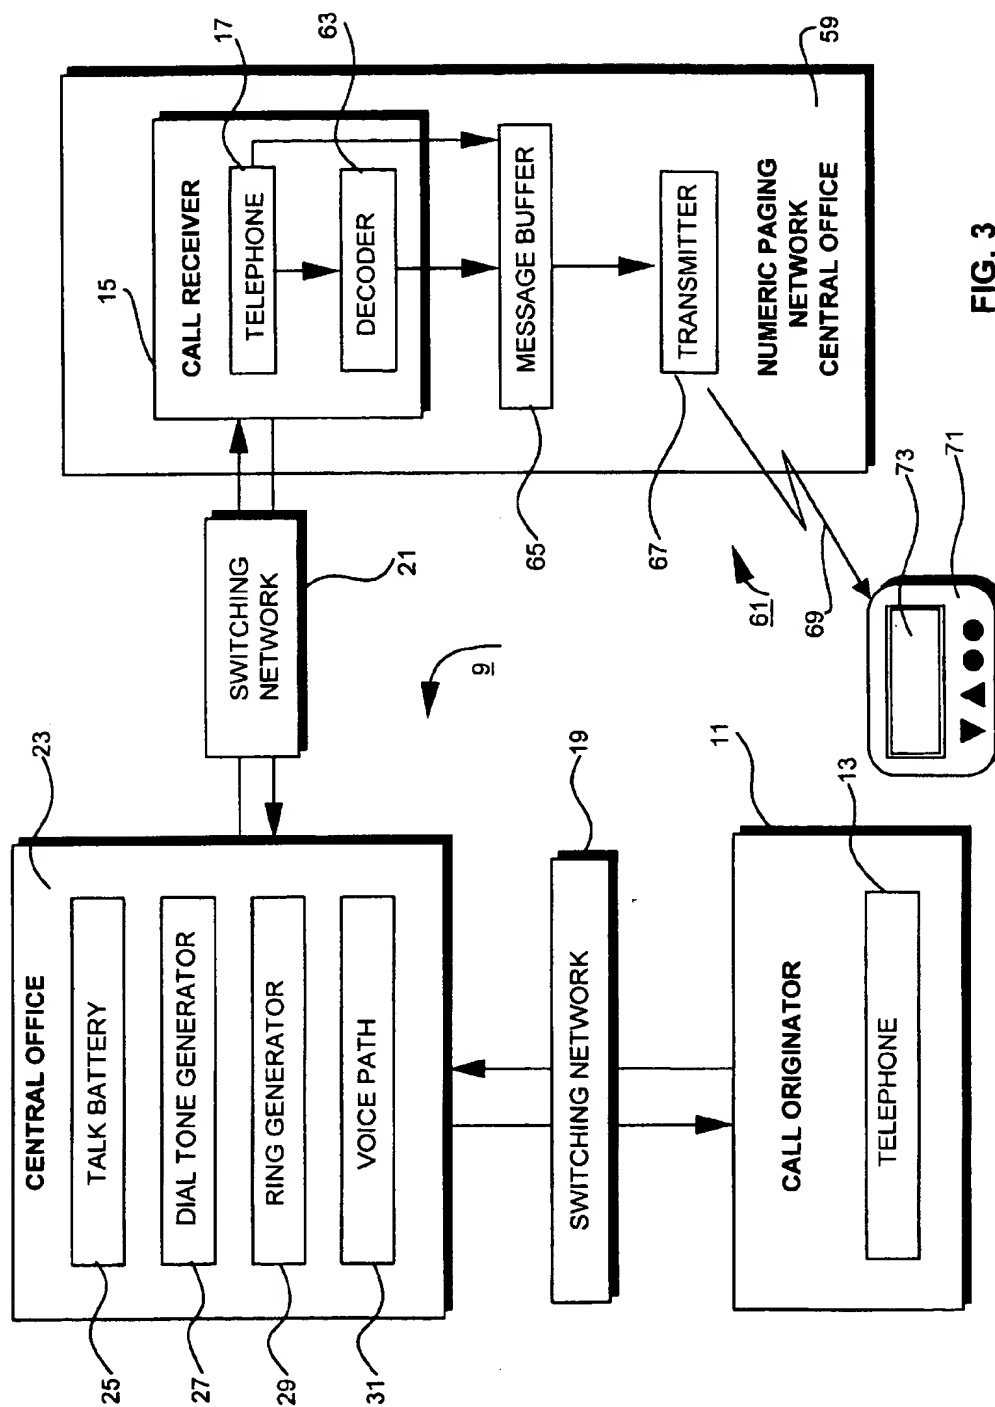 23
CENTRAL OFFICE
TALK BATTERY
25
DIAL TONE GENERATOR
27
RING GENERATOR
29
VOICE PATH
31
SWITCHING
NETWORK
21
15
CALL RECEIVER
17
TELEPHONE
63
DECODER
MESSAGE BUFFER
65
TRANSMITTER
67
NUMERIC PAGING
NETWORK
CENTRAL OFFICE
59
9
61
69
19
SWITCHING NETWORK
11
CALL ORIGINATOR
13
TELEPHONE
73
71
FIG. 3